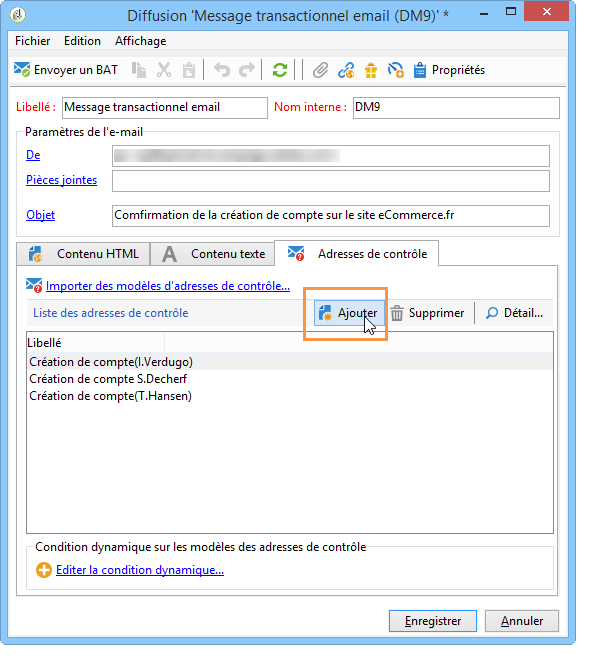 Diffusion 'Message transactionnel email (DM9)' *
Fichier Edition Affichage
Envoyer un BAT Propriétés
Libellé : Message transactionnel email Nom interne : DM9
Paramètres de l'e-mail
De
Pièces jointes
Objet Comfirmation de la création de compte sur le site eCommerce.fr
Contenu HTML Contenu texte Adresses de contrôle
Importer des modèles d'adresses de contrôle...
Liste des adresses de contrôle Ajouter Supprimer Détail...
Libellé
Création de compte(I.Verdugo)
Création de compte S.Decherf
Création de compte(T.Hansen)
Condition dynamique sur les modèles des adresses de contrôle
Editer la condition dynamique...
Enregistrer Annuler